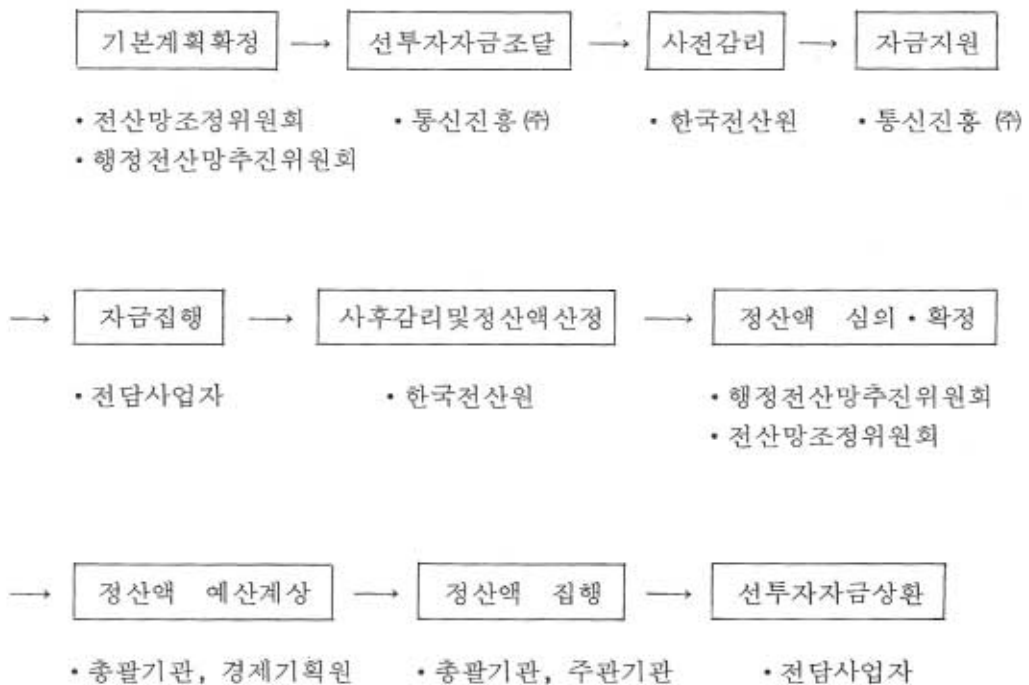 기본계획확정 → 선투자자금조달 → 사전감리 → 자금지원
• 전산망조정위원회 • 통신진흥 ㈜ • 한국전산원 • 통신진흥 ㈜
• 행정전산망추진위원회
→ 자금집행 → 사후감리및정산액산정 → 정산액 심의・확정
• 전담사업자 • 한국전산원 • 행정전산망추진위원회
• 전산망조정위원회
→ 정산액 예산계상 → 정산액 집행 → 선투자자금상환
• 총괄기관, 경제기획원 • 총괄기관, 주관기관 • 전담사업자